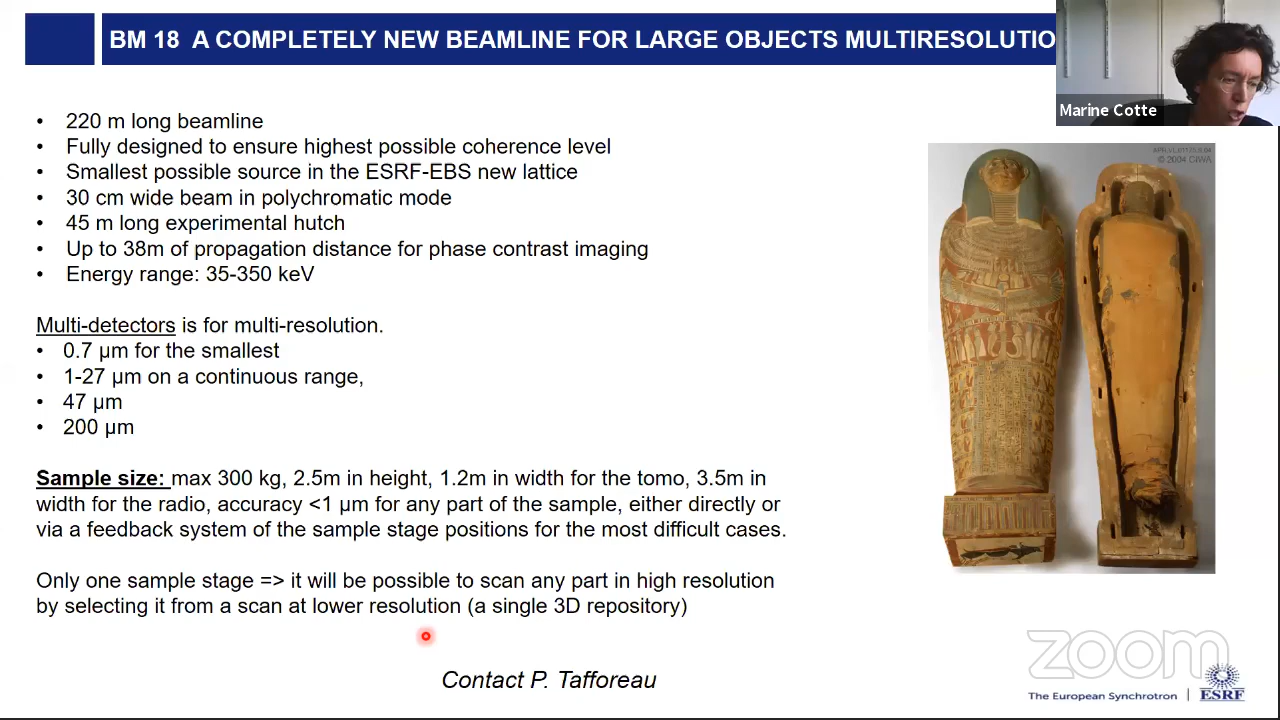 BM 18 A COMPLETELY NEW BEAMLINE FOR LARGE OBJECTS MULTIRESOLUTIO
Marine Cotte
• 220 m long beamline
• Fully designed to ensure highest possible coherence level
• Smallest possible source in the ESRF-EBS new lattice
• 30 cm wide beam in polychromatic mode
• 45 m long experimental hutch
• Up to 38m of propagation distance for phase contrast imaging
• Energy range: 35-350 keV
Multi-detectors is for multi-resolution.
• 0.7 µm for the smallest
• 1-27 µm on a continuous range,
• 47 µm
• 200 µm
Sample size: max 300 kg, 2.5m in height, 1.2m in width for the tomo, 3.5m in
width for the radio, accuracy <1 µm for any part of the sample, either directly or
via a feedback system of the sample stage positions for the most difficult cases.
Only one sample stage => it will be possible to scan any part in high resolution
by selecting it from a scan at lower resolution (a single 3D repository)
Contact P. Tafforeau
© 2004 CIWA
zoom
The European Synchrotron | ESRF